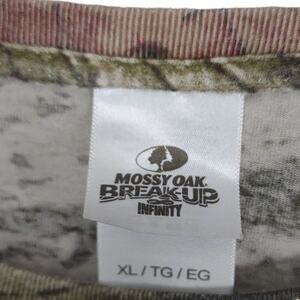 MOSSY OAK
BREAK-UP
INFINITY
XL / TG / EG